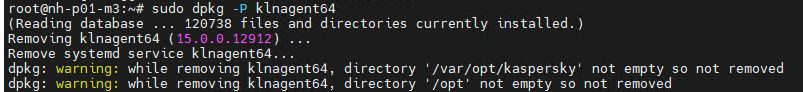 root@nh-p01-m3:~# sudo dpkg -P klnagent64
(Reading database ... 120738 files and directories currently installed.)
Removing klnagent64 (15.0.0.12912) ...
Remove systemd service klnagent64...
dpkg: warning: while removing klnagent64, directory '/var/opt/kaspersky' not empty so not removed
dpkg: warning: while removing klnagent64, directory '/opt' not empty so not removed